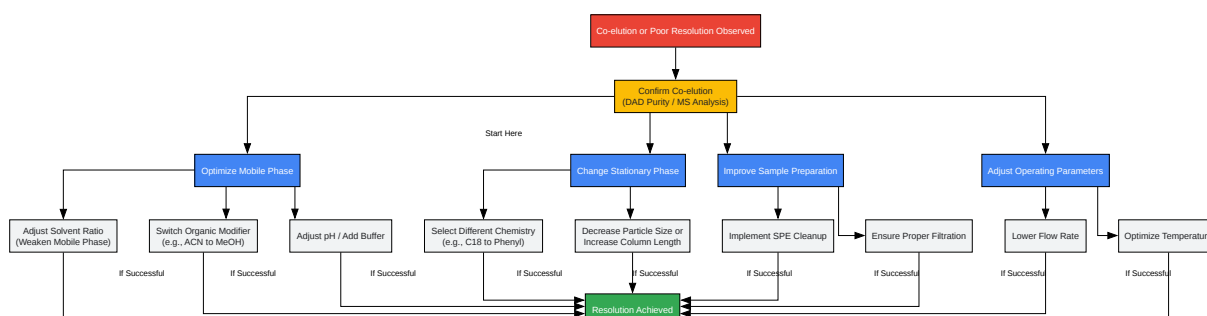 Co-elution or Poor Resolution Observed
Confirm Co-elution
(DAD Purity / MS Analysis)
Start Here
Optimize Mobile Phase
Change Stationary Phase
Improve Sample Preparation
Adjust Operating Parameters
Adjust Solvent Ratio
(Weaken Mobile Phase)
Switch Organic Modifier
(e.g., ACN to MeOH)
Adjust pH / Add Buffer
Select Different Chemistry
(e.g., C18 to Phenyl)
Decrease Particle Size or
Increase Column Length
Implement SPE Cleanup
Ensure Proper Filtration
Lower Flow Rate
Optimize Temperatur
If Successful
If Successful
If Successful
If Successful
If Successful
If Successful
If Successful
If Successful
If Successful
Resolution Achieved